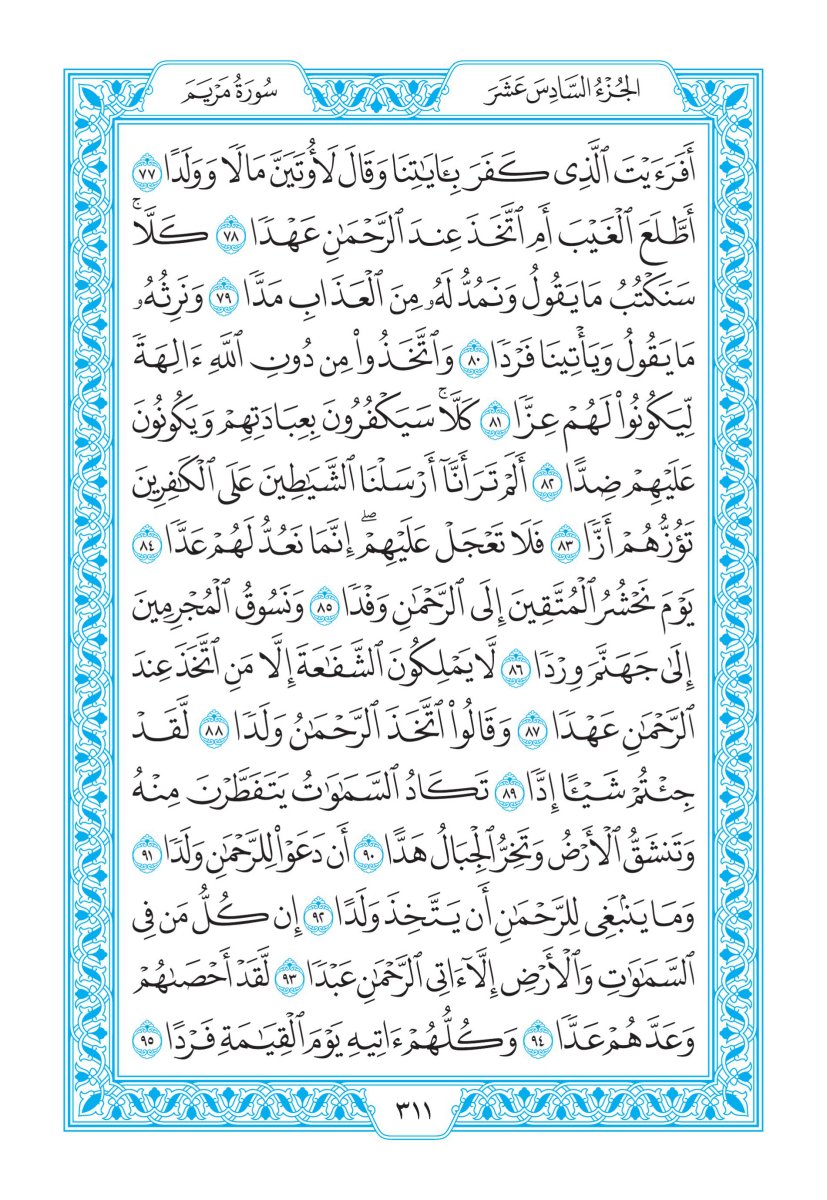 الجُزْءُ السَّادِسَ عَشَرَ
سُورَةُ مَرْيَم
أَفَرَءَيْتَ ٱلَّذِى كَفَرَ بِـَٔايَٰتِنَا وَقَالَ لَأُوتَيَنَّ مَالًا وَوَلَدًا ٧٧
أَطَّلَعَ ٱلْغَيْبَ أَمِ ٱتَّخَذَ عِندَ ٱلرَّحْمَٰنِ عَهْدًا ٧٨ كَلَّاۚ
سَنَكْتُبُ مَا يَقُولُ وَنَمُدُّ لَهُۥ مِنَ ٱلْعَذَابِ مَدًّا ٧٩ وَنَرِثُهُۥ
مَا يَقُولُ وَيَأْتِينَا فَرْدًا ٨٠ وَٱتَّخَذُوا۟ مِن دُونِ ٱللَّهِ ءَالِهَةً
لِّيَكُونُوا۟ لَهُمْ عِزًّا ٨١ كَلَّاۚ سَيَكْفُرُونَ بِعِبَادَتِهِمْ وَيَكُونُونَ
عَلَيْهِمْ ضِدًّا ٨٢ أَلَمْ تَرَ أَنَّآ أَرْسَلْنَا ٱلشَّيَٰطِينَ عَلَى ٱلْكَٰفِرِينَ
تَؤُزُّهُمْ أَزًّا ٨٣ فَلَا تَعْجَلْ عَلَيْهِمْۖ إِنَّمَا نَعُدُّ لَهُمْ عَدًّا ٨٤
يَوْمَ نَحْشُرُ ٱلْمُتَّقِينَ إِلَى ٱلرَّحْمَٰنِ وَفْدًا ٨٥ وَنَسُوقُ ٱلْمُجْرِمِينَ
إِلَىٰ جَهَنَّمَ وِرْدًا ٨٦ لَّا يَمْلِكُونَ ٱلشَّفَٰعَةَ إِلَّا مَنِ ٱتَّخَذَ عِندَ
ٱلرَّحْمَٰنِ عَهْدًا ٨٧ وَقَالُوا۟ ٱتَّخَذَ ٱلرَّحْمَٰنُ وَلَدًا ٨٨ لَّقَدْ
جِئْتُمْ شَيْـًٔا إِدًّا ٨٩ تَكَادُ ٱلسَّمَٰوَٰتُ يَتَفَطَّرْنَ مِنْهُ
وَتَنشَقُّ ٱلْأَرْضُ وَتَخِرُّ ٱلْجِبَالُ هَدًّا ٩٠ أَن دَعَوْا۟ لِلرَّحْمَٰنِ وَلَدًا ٩١
وَمَا يَنۢبَغِى لِلرَّحْمَٰنِ أَن يَتَّخِذَ وَلَدًا ٩٢ إِن كُلُّ مَن فِى
ٱلسَّمَٰوَٰتِ وَٱلْأَرْضِ إِلَّآ ءَاتِى ٱلرَّحْمَٰنِ عَبْدًا ٩٣ لَّقَدْ أَحْصَىٰهُمْ
وَعَدَّهُمْ عَدًّا ٩٤ وَكُلُّهُمْ ءَاتِيهِ يَوْمَ ٱلْقِيَٰمَةِ فَرْدًا ٩٥
٣١١